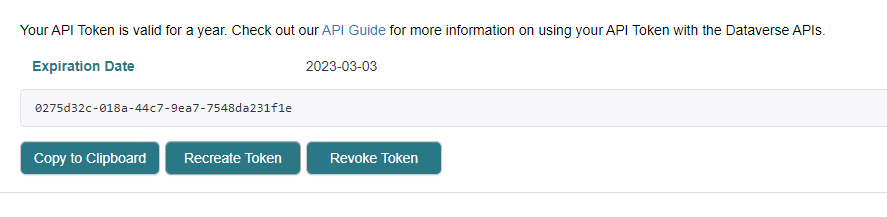 Your API Token is valid for a year. Check out our API Guide for more information on using your API Token with the Dataverse APIs.
Expiration Date 2023-03-03
0275d32c-018a-44c7-9ea7-7548da231f1e
Copy to Clipboard Recreate Token Revoke Token